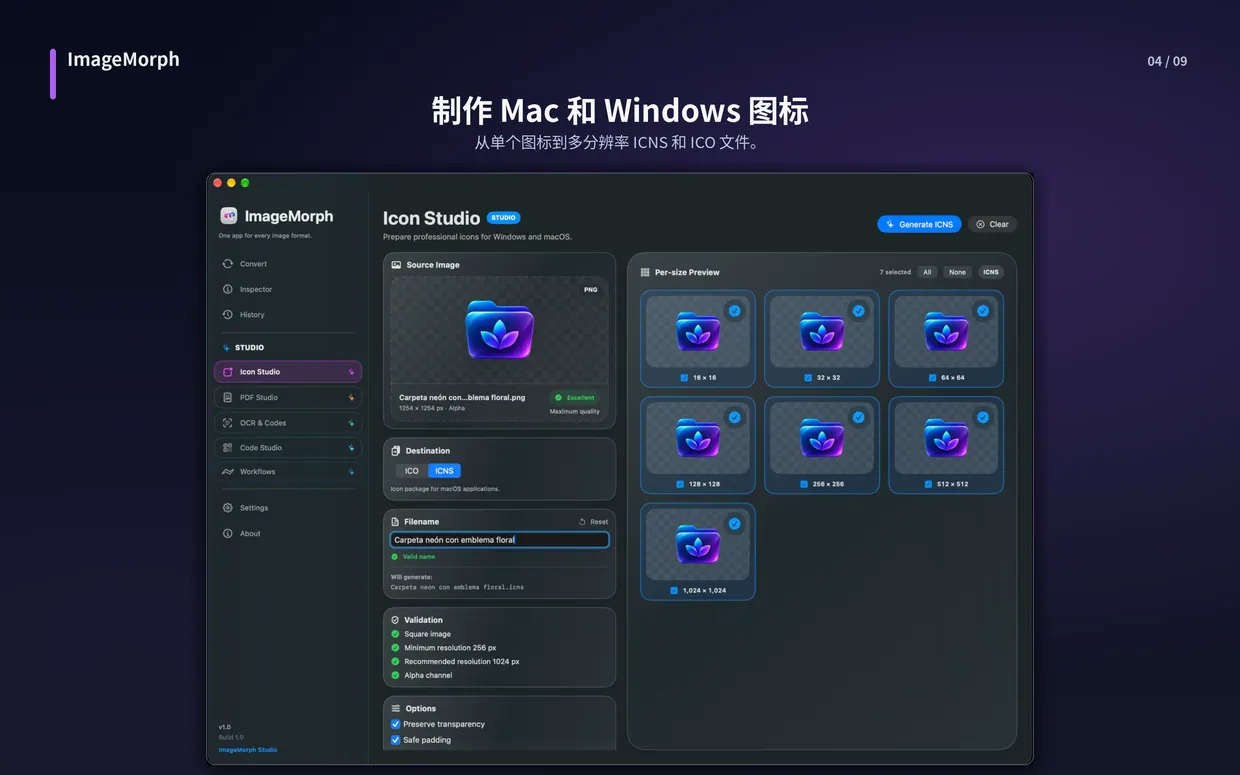 ImageMorph
04 / 09
制作 Mac 和 Windows 图标
从单个图标到多分辨率 ICNS 和 ICO 文件。
ImageMorph
One app for every image format.
Convert
Inspector
History
STUDIO
Icon Studio
PDF Studio
OCR & Codes
Code Studio
Workflows
Settings
About
v1.0
Build 1.0
ImageMorph Studio
Icon Studio STUDIO
Prepare professional icons for Windows and macOS.
Generate ICNS
Clear
Source Image
PNG
Carpeta neón con...blema floral.png
Excellent
1254 × 1254 px · Alpha
Maximum quality
Destination
ICO ICNS
Icon package for macOS applications.
Filename
Reset
Carpeta neón con emblema floral
Valid name
Will generate:
Carpeta neón con emblema floral.icns
Validation
Square image
Minimum resolution 256 px
Recommended resolution 1024 px
Alpha channel
Options
Preserve transparency
Safe padding
Per-size Preview
7 selected All None ICNS
16 × 16
32 × 32
64 × 64
128 × 128
256 × 256
512 × 512
1,024 × 1,024